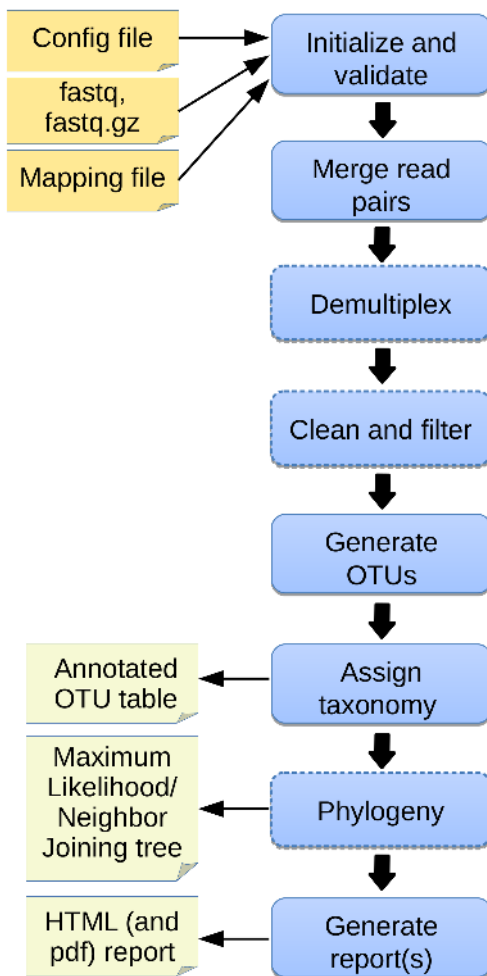 Config file
fastq,
fastq.gz
Mapping file
Initialize and
validate
Merge read
pairs
Demultiplex
Clean and filter
Generate
OTUs
Assign
taxonomy
Annotated
OTU table
Phylogeny
Maximum
Likelihood/
Neighbor
Joining tree
Generate
report(s)
HTML (and
pdf) report